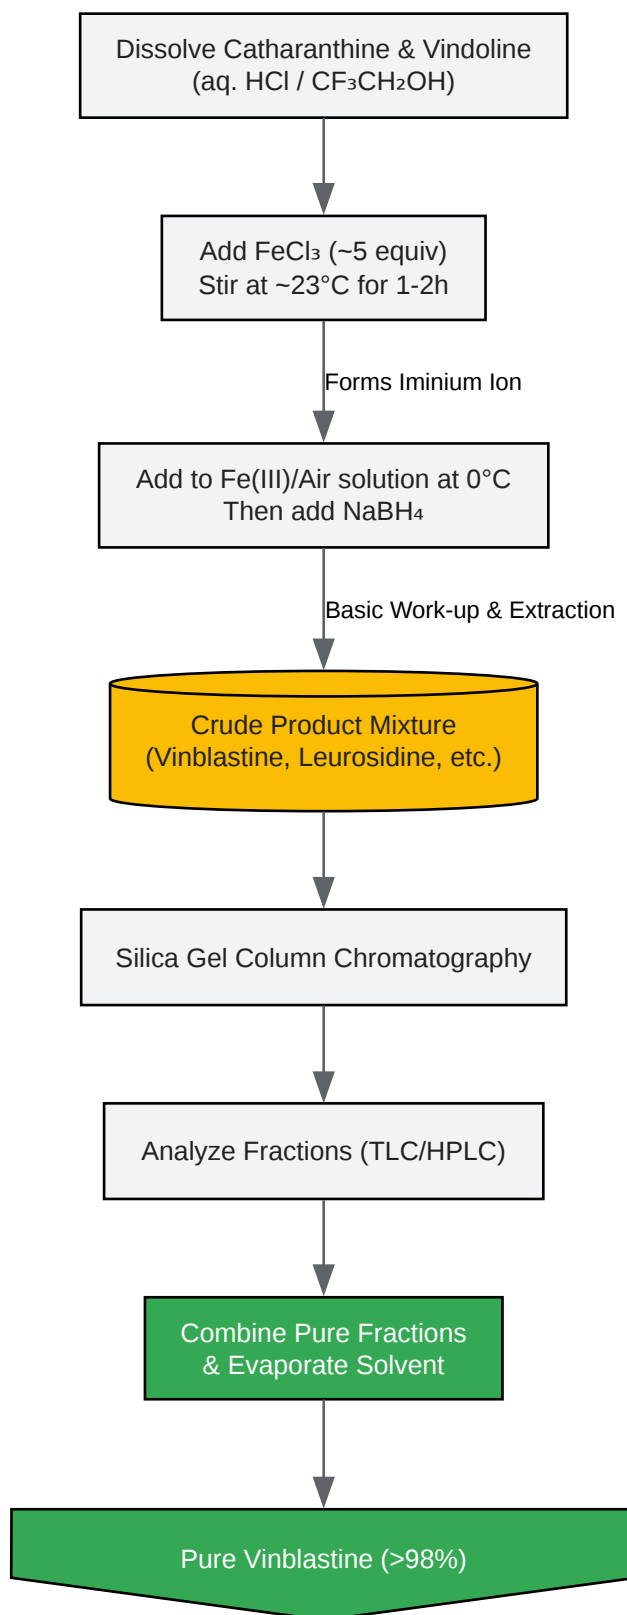 Dissolve Catharanthine & Vindoline
(aq. HCl / CF₃CH₂OH)
Add FeCl₃ (~5 equiv)
Stir at ~23°C for 1-2h
Forms Iminium Ion
Add to Fe(III)/Air solution at 0°C
Then add NaBH₄
Basic Work-up & Extraction
Crude Product Mixture
(Vinblastine, Leurosidine, etc.)
Silica Gel Column Chromatography
Analyze Fractions (TLC/HPLC)
Combine Pure Fractions
& Evaporate Solvent
Pure Vinblastine (>98%)